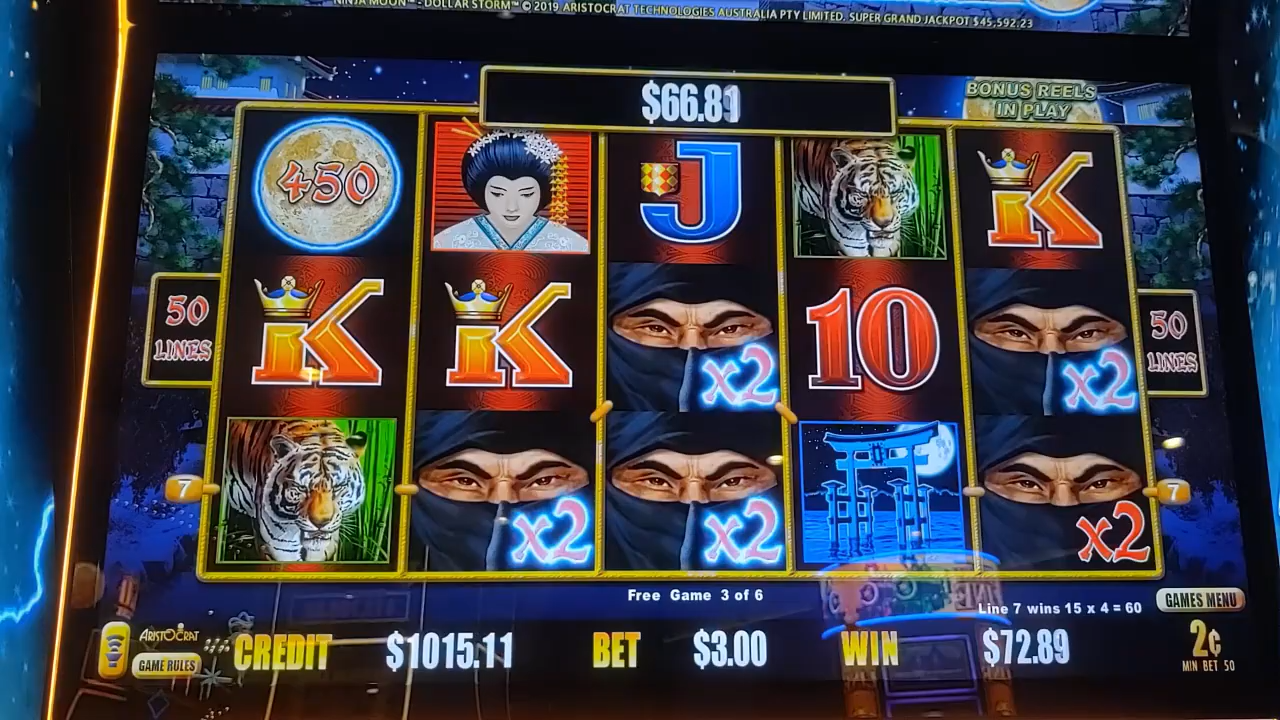 NINJA MOON™ - DOLLAR STORM™ © 2019 ARISTOCRAT TECHNOLOGIES AUSTRALIA PTY LIMITED. SUPER GRAND JACKPOT $45,592.23
$66.81
BONUS REELS
IN PLAY
450
J
K
50
LINES
K
K
x2
10
x2
50
LINES
7
x2
x2
x2
7
Free Game 3 of 6
Line 7 wins 15 x 4 = 60
GAMES MENU
ARISTOCRAT
GAME RULES
CREDIT $1015.11 BET $3.00 WIN $72.89
2¢
MIN BET 50